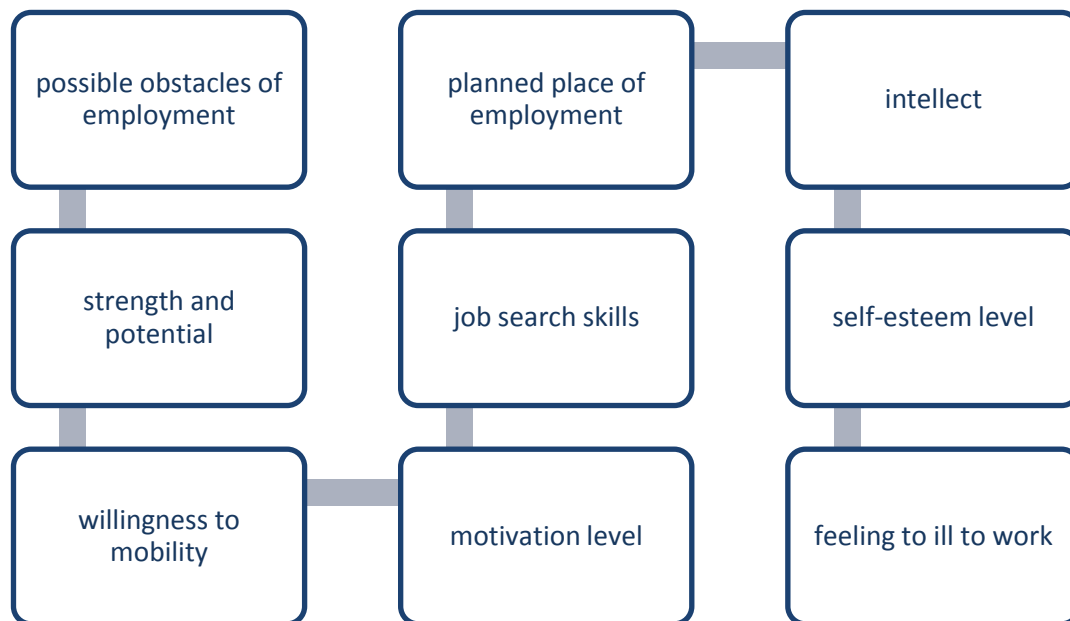 possible obstacles of
employment
strength and
potential
willingness to
mobility
motivation level
job search skills
planned place of
employment
intellect
self-esteem level
feeling to ill to work